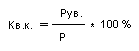 Кв.к. = Рув. / Р * 100 %